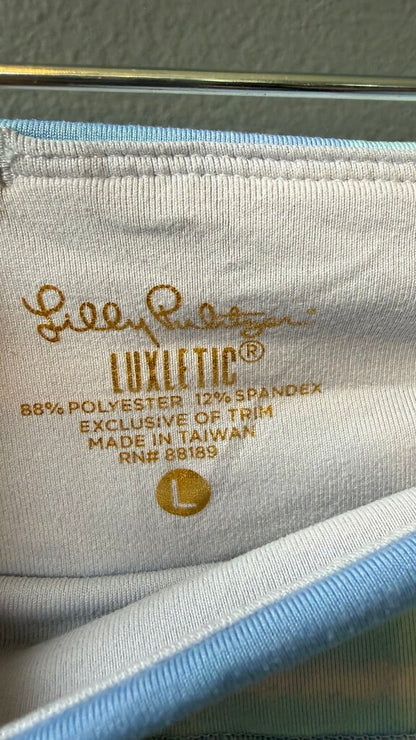 Lilly Pulitzer
LUXLETIC®
88% POLYESTER 12% SPANDEX
EXCLUSIVE OF TRIM
MADE IN TAIWAN
RN# 88189
L